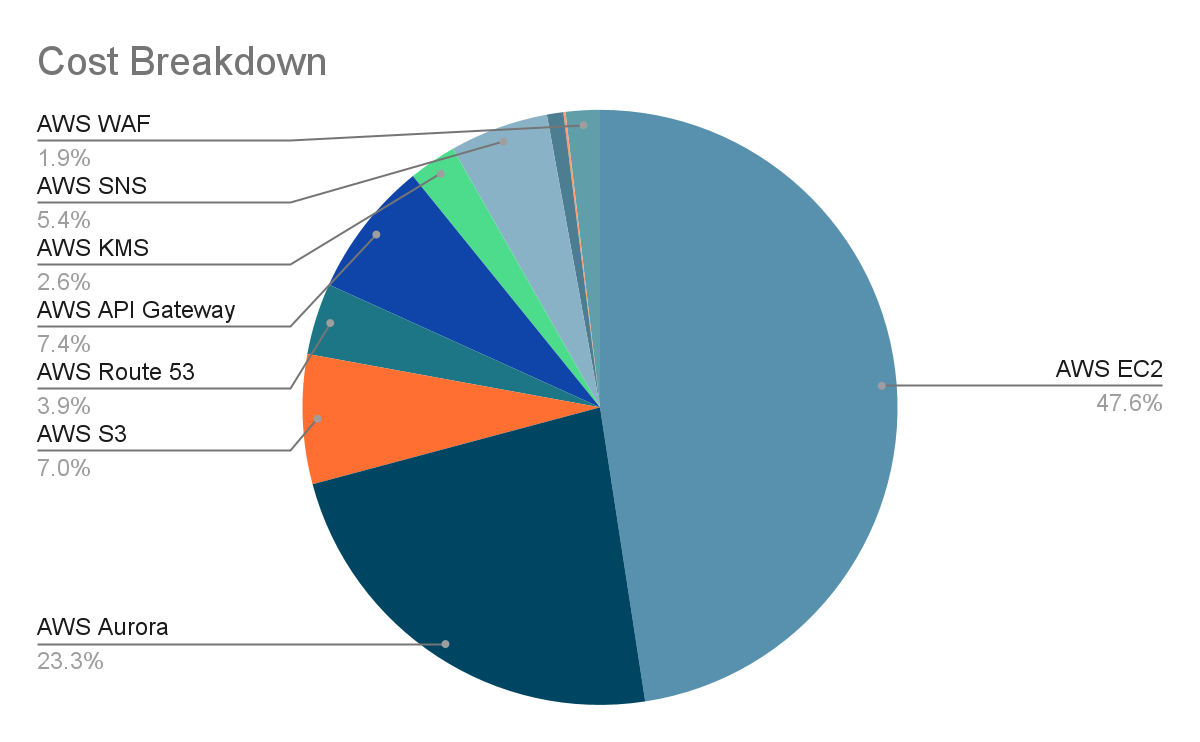 Cost Breakdown
AWS WAF
1.9%
AWS SNS
5.4%
AWS KMS
2.6%
AWS API Gateway
7.4%
AWS Route 53
3.9%
AWS S3
7.0%
AWS Aurora
23.3%
AWS EC2
47.6%